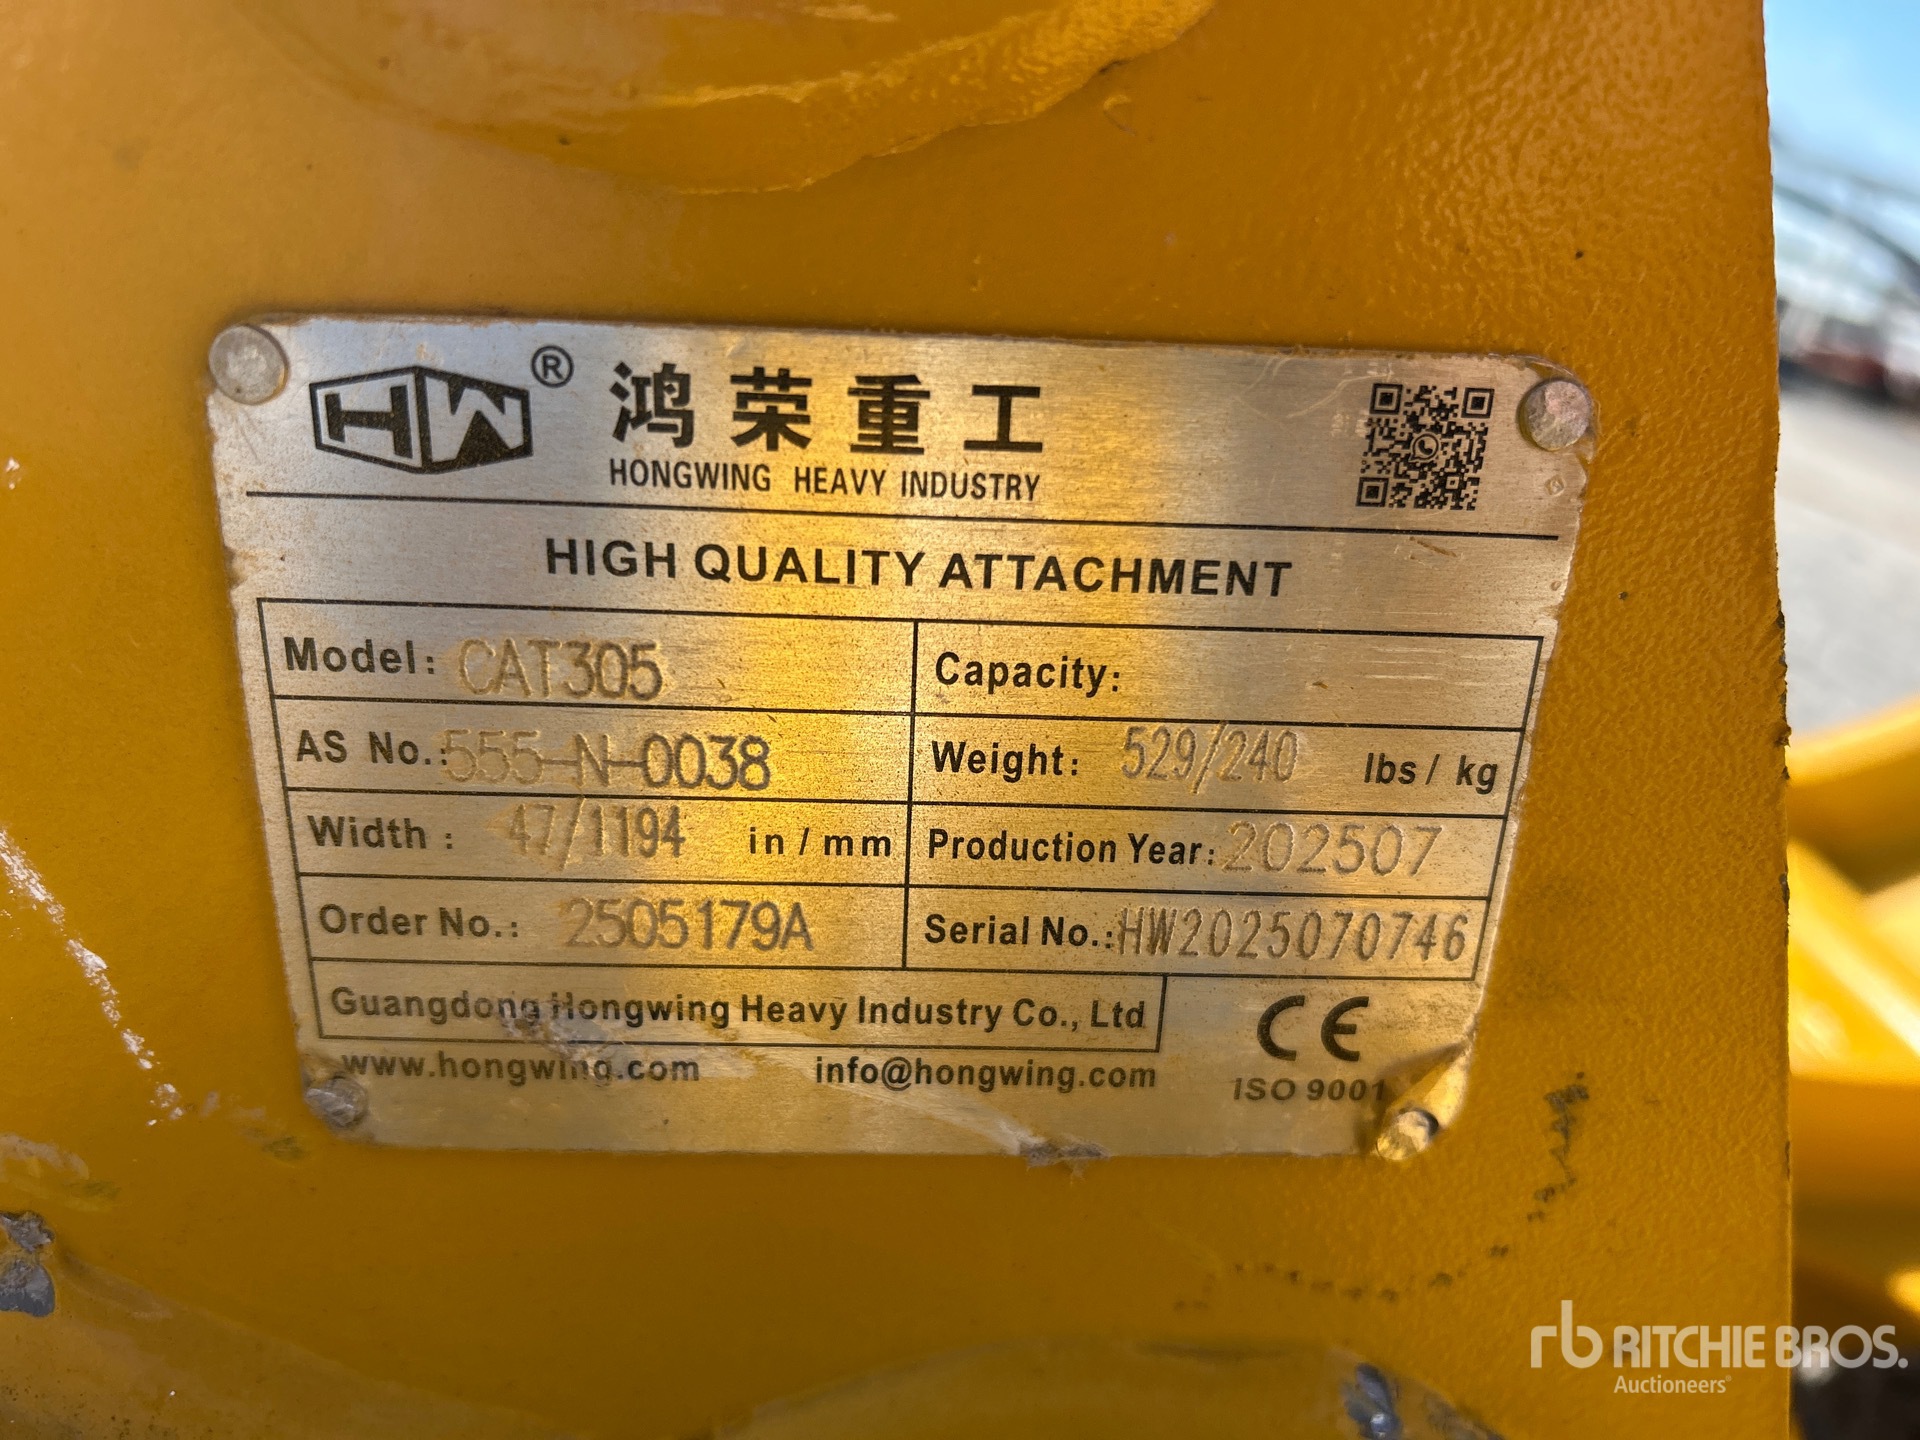 HW® 鸿荣重工
HONGWING HEAVY INDUSTRY
HIGH QUALITY ATTACHMENT
Model: CAT305 Capacity:
AS No.: 555-N-0038 Weight: 529/240 lbs / kg
Width: 47/1194 in / mm Production Year: 202507
Order No.: 2505179A Serial No.: HW2025070746
Guangdong Hongwing Heavy Industry Co., Ltd CE
www.hongwing.com info@hongwing.com ISO 9001
rb RITCHIE BROS.
Auctioneers®